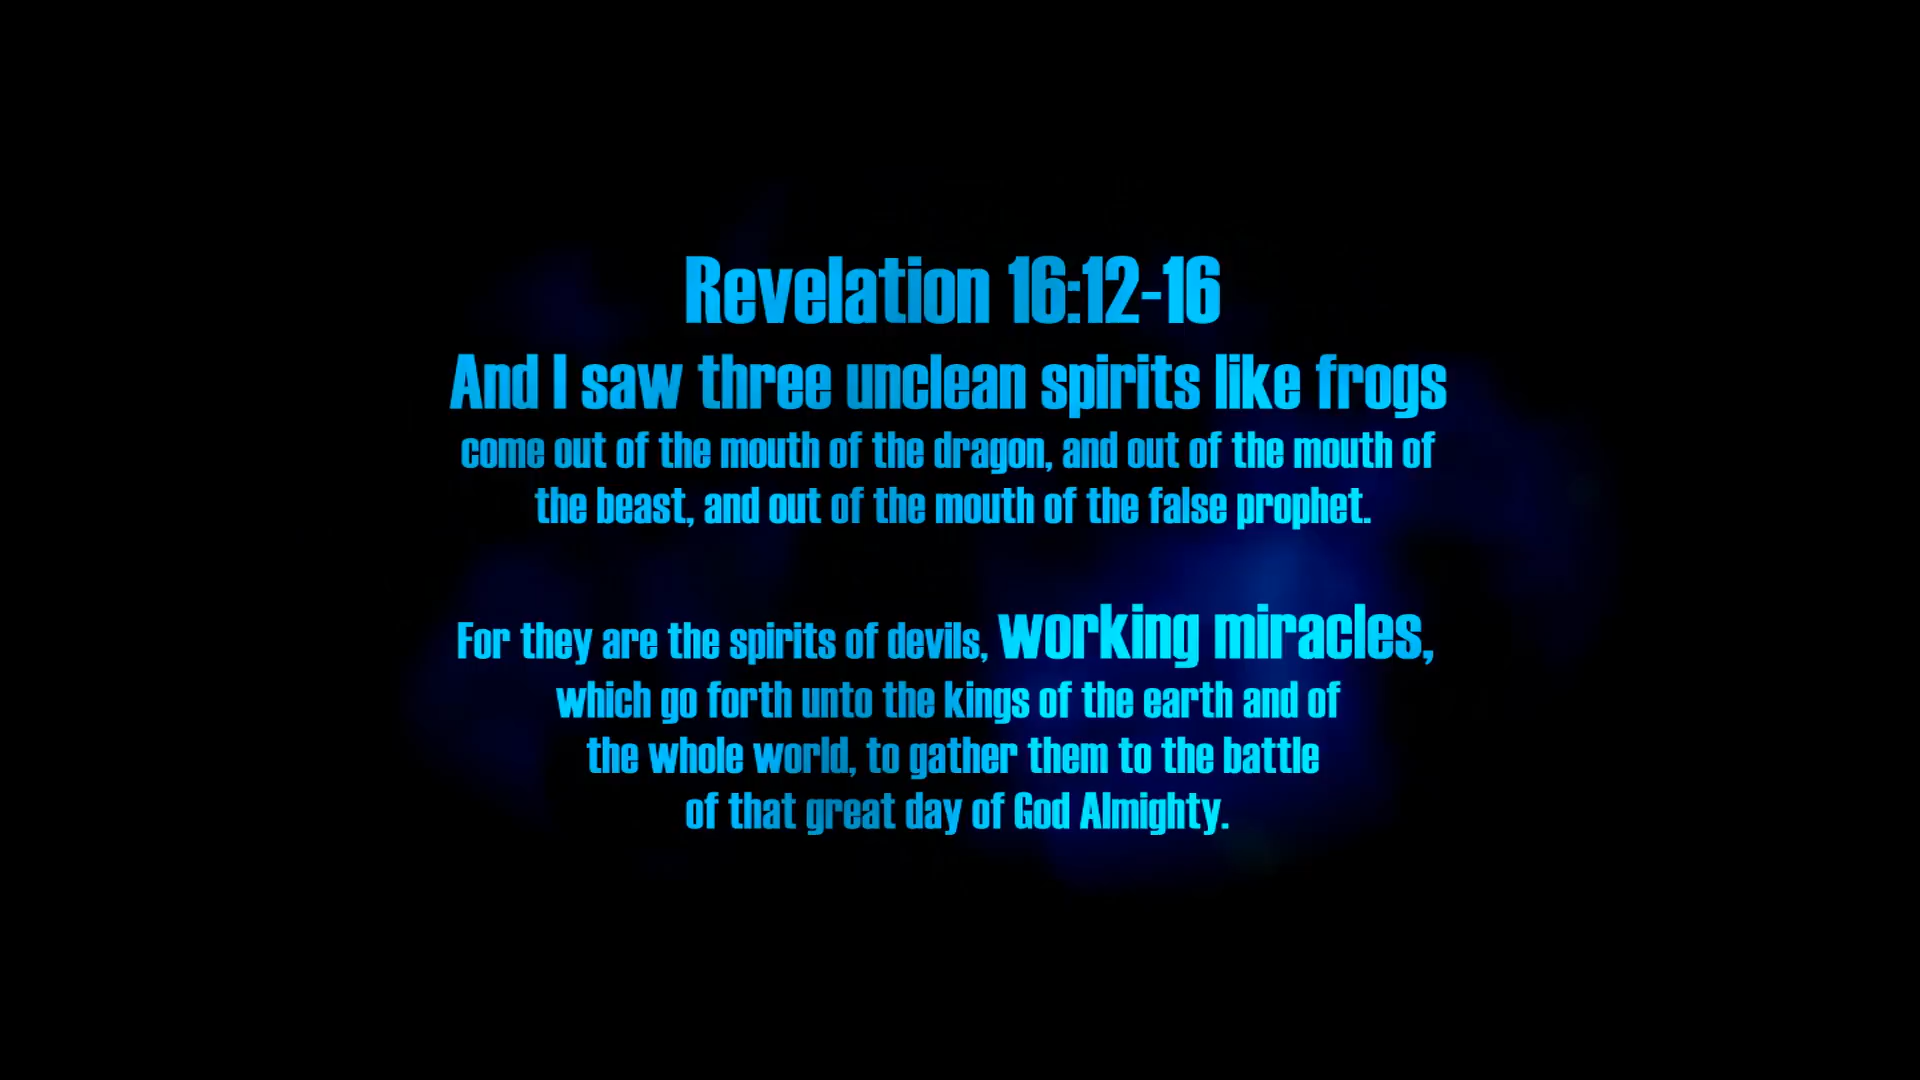 Revelation 16:12-16
And I saw three unclean spirits like frogs
come out of the mouth of the dragon, and out of the mouth of
the beast, and out of the mouth of the false prophet.
For they are the spirits of devils, working miracles,
which go forth unto the kings of the earth and of
the whole world, to gather them to the battle
of that great day of God Almighty.